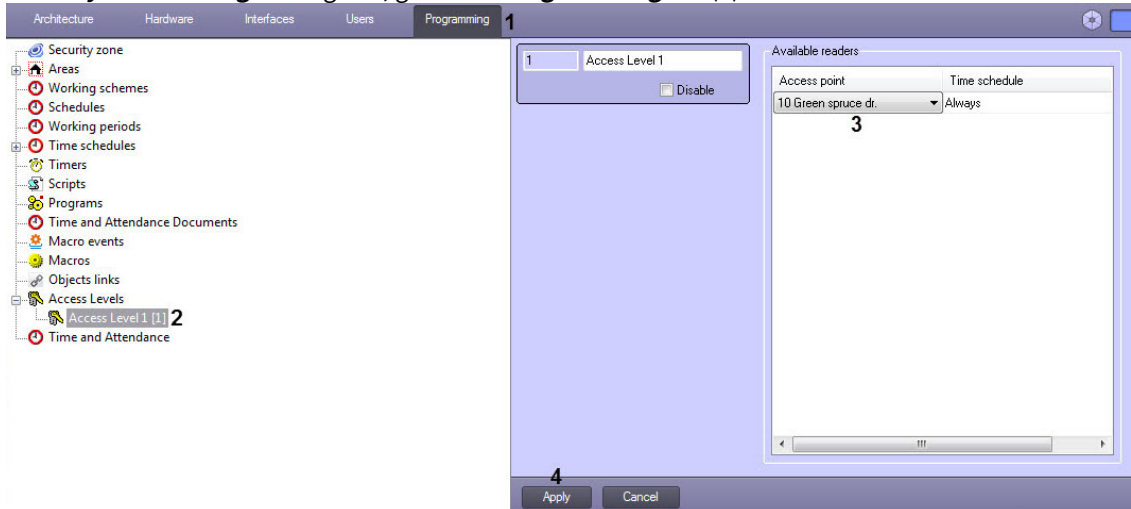 Architecture Hardware Interfaces Users Programming 1
Security zone
Areas
Working schemes
Schedules
Working periods
Time schedules
Timers
Scripts
Programs
Time and Attendance Documents
Macro events
Macros
Objects links
Access Levels
Access Level 1 [1] 2
Time and Attendance
1 Access Level 1
Disable
Available readers
Access point Time schedule
10 Green spruce dr. Always
3
4
Apply Cancel